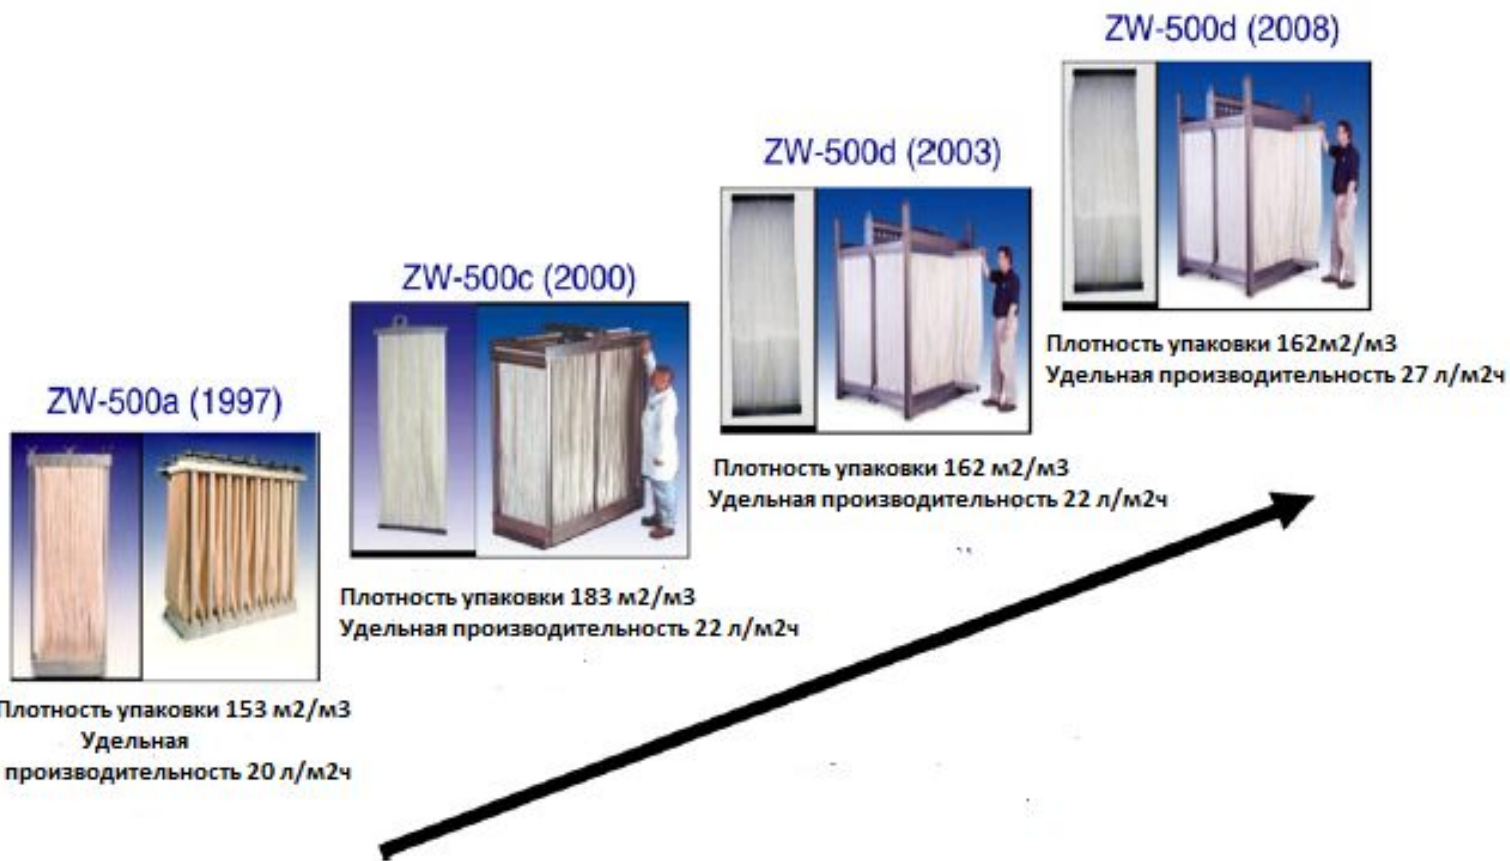 ZW-500d (2008)
ZW-500d (2003)
ZW-500c (2000)
ZW-500a (1997)
Плотность упаковки 162м2/м3
Удельная производительность 27 л/м2ч
Плотность упаковки 162 м2/м3
Удельная производительность 22 л/м2ч
Плотность упаковки 183 м2/м3
Удельная производительность 22 л/м2ч
Плотность упаковки 153 м2/м3
Удельная
производительность 20 л/м2ч